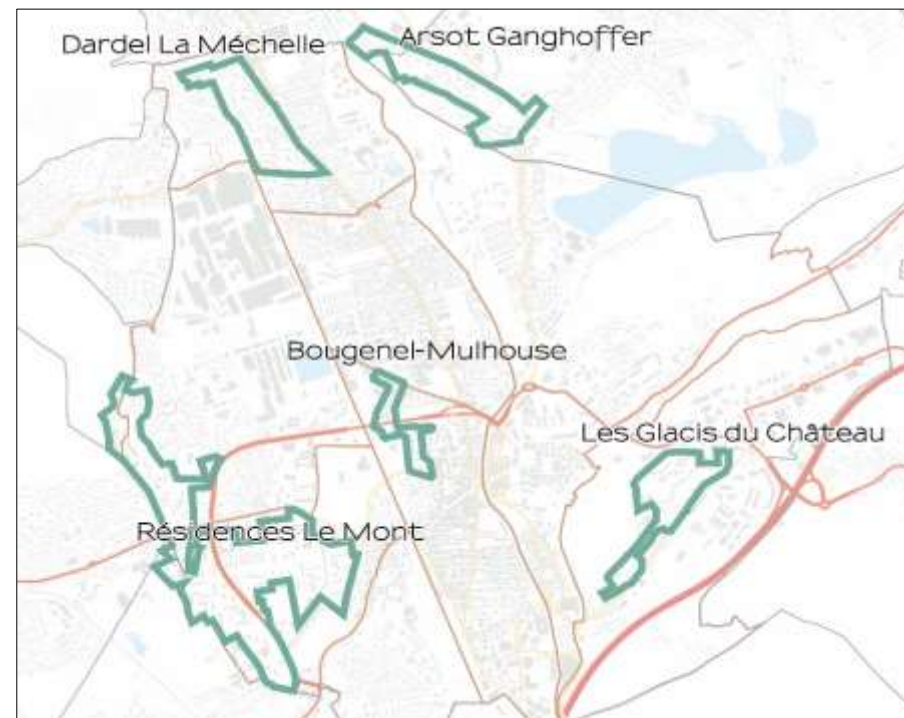 Arsot Ganghoffer
Dardel La Méchelle
Bougenel-Mulhouse
Les Glacis du Château
Résidences Le Mont